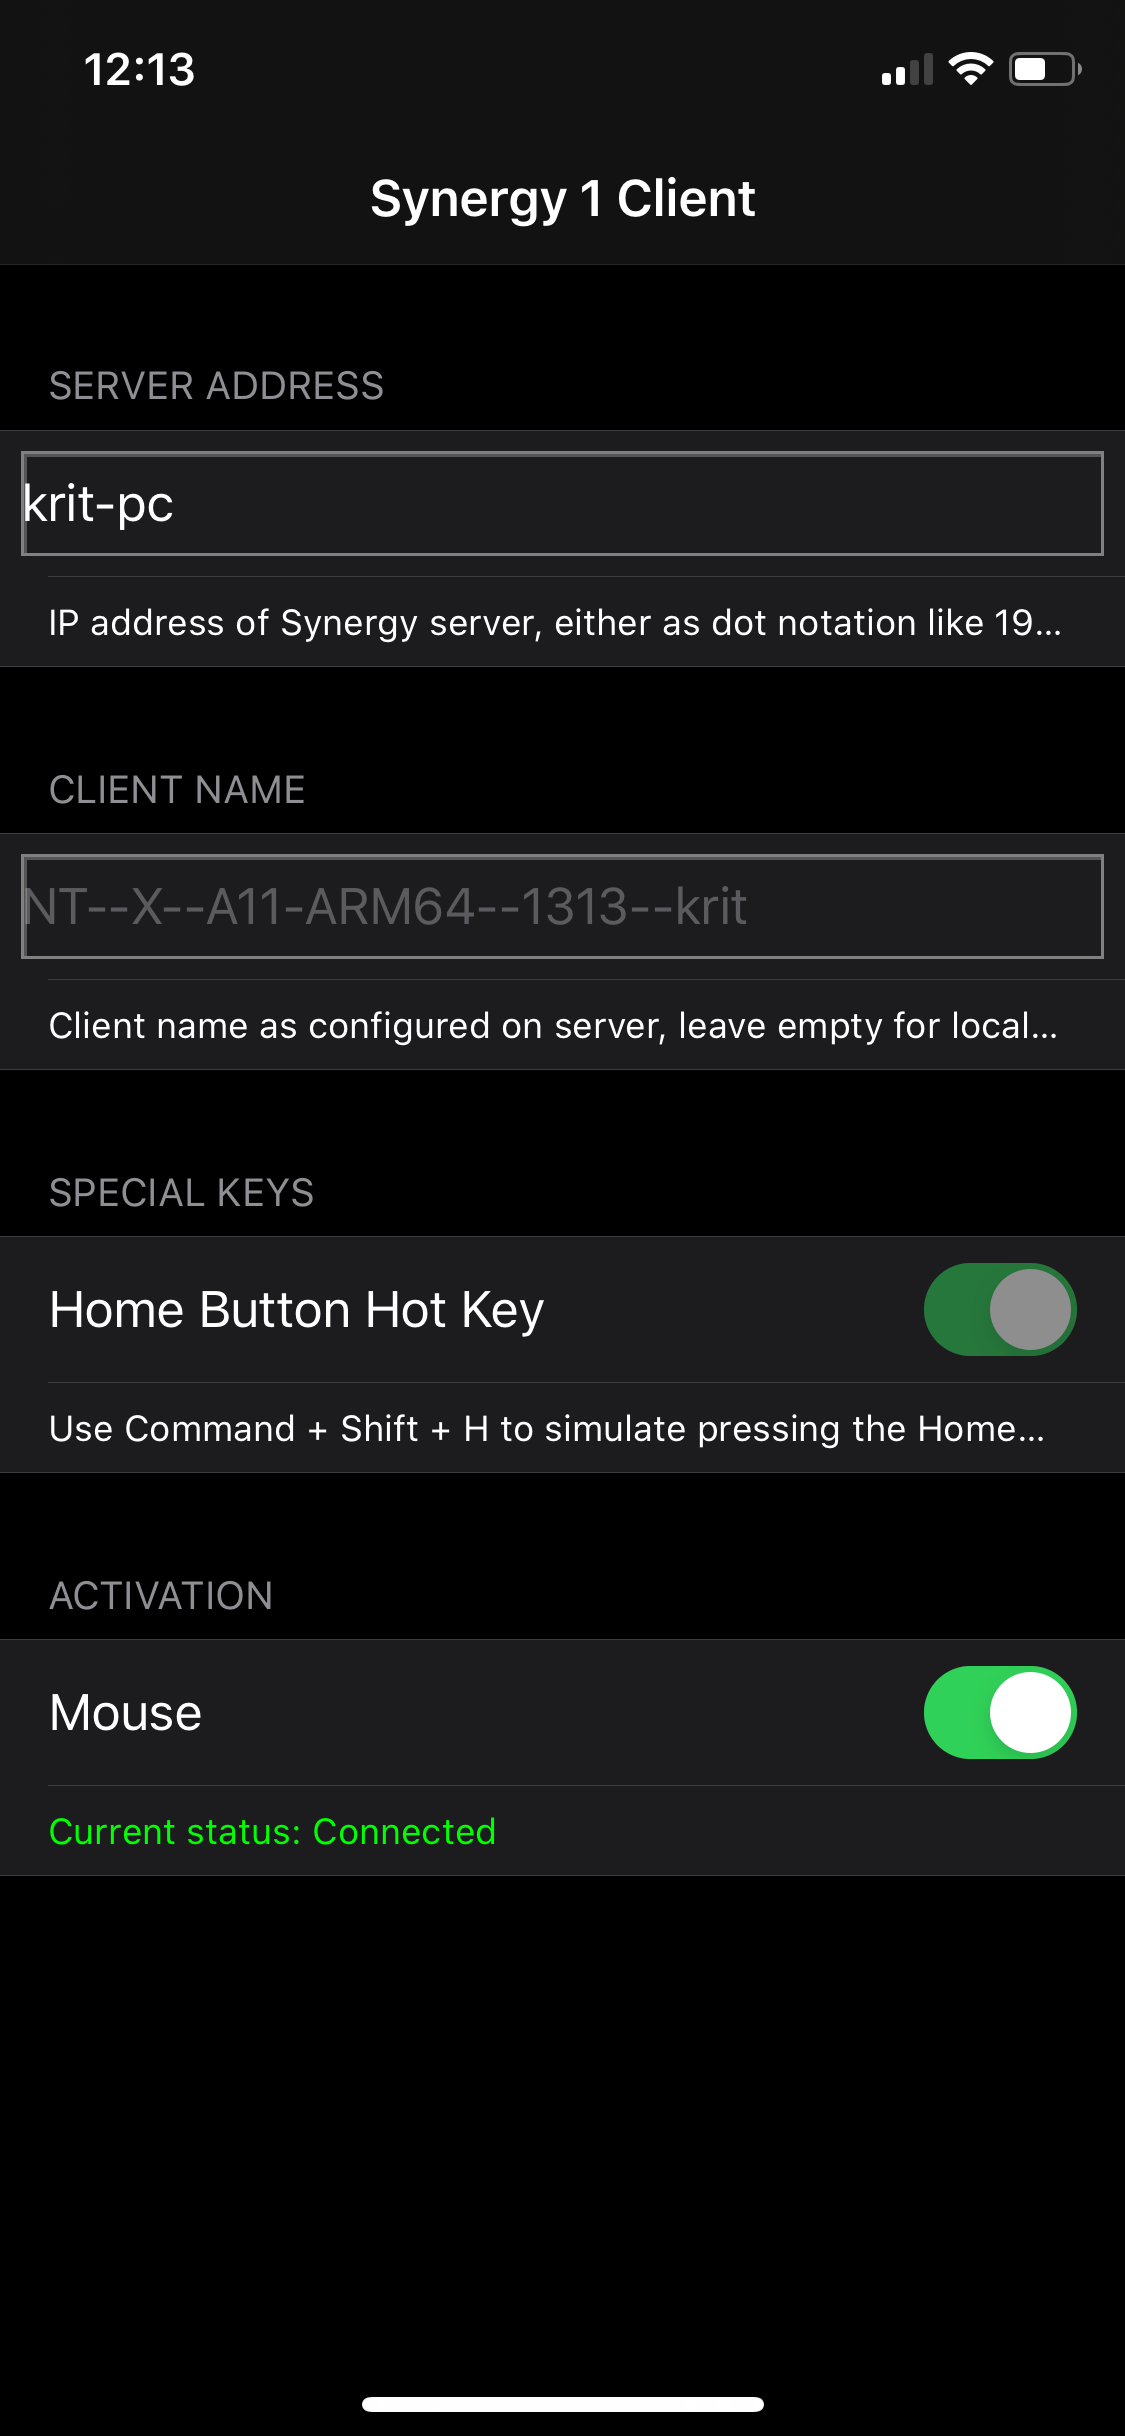 12:13
Synergy 1 Client
SERVER ADDRESS
krit-pc
IP address of Synergy server, either as dot notation like 19...
CLIENT NAME
NT--X--A11-ARM64--1313--krit
Client name as configured on server, leave empty for local...
SPECIAL KEYS
Home Button Hot Key
Use Command + Shift + H to simulate pressing the Home...
ACTIVATION
Mouse
Current status: Connected